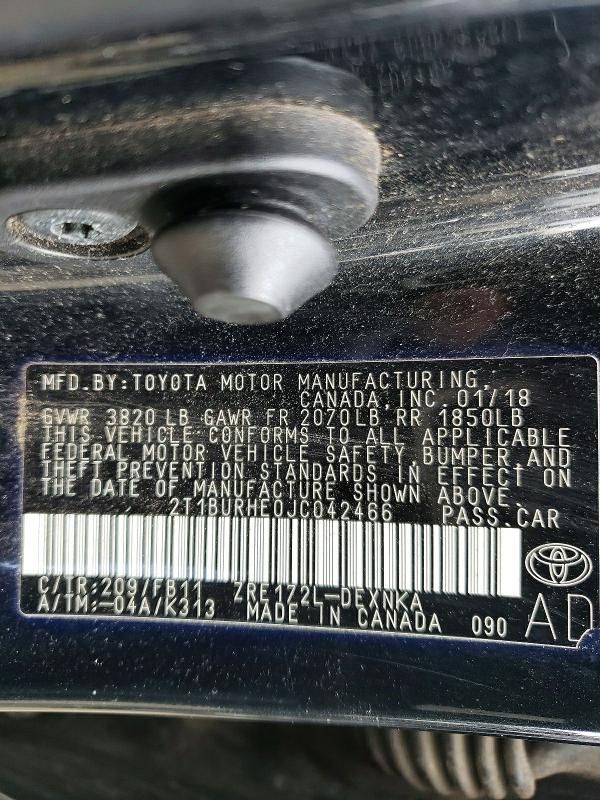 MFD.BY:TOYOTA MOTOR MANUFACTURING,
CANADA,INC.01/18
GVWR 3820 LB GAWR FR 2070LB RR 1850LB
THIS VEHICLE CONFORMS TO ALL APPLICABLE
FEDERAL MOTOR VEHICLE SAFETY,BUMPER,AND
THEFT PREVENTION STANDARDS IN EFFECT ON
THE DATE OF MANUFACTURE SHOWN ABOVE.
2T1BURHE0JC042466 PASS.CAR
C/TR:209/FB11 ZRE172L-DEXNKA
A/TM:-04A/K313 MADE IN CANADA 090
AD